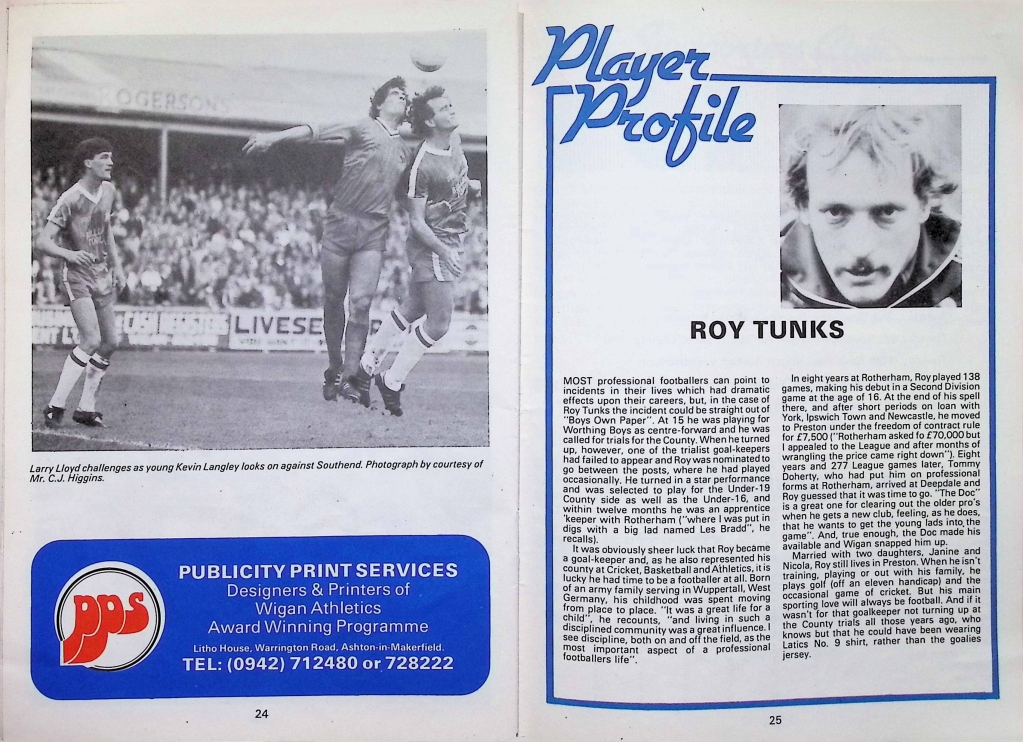 ROGERSONS
LIVESE
Larry Lloyd challenges as young Kevin Langley looks on against Southend. Photograph by courtesy of
Mr. C.J. Higgins.
pps
PUBLICITY PRINT SERVICES
Designers & Printers of
Wigan Athletics
Award Winning Programme
Litho House, Warrington Road, Ashton-in-Makerfield.
TEL: (0942) 712480 or 728222
24
Player
Profile
ROY TUNKS
MOST professional footballers can point to
incidents in their lives which had dramatic
effects upon their careers, but, in the case of
Roy Tunks the incident could be straight out of
"Boys Own Paper". At 15 he was playing for
Worthing Boys as centre-forward and he was
called for trials for the County. When he turned
up, however, one of the trialist goal-keepers
had failed to appear and Roy was nominated to
go between the posts, where he had played
occasionally. He turned in a star performance
and was selected to play for the Under-19
County side as well as the Under-16, and
within twelve months he was an apprentice
'keeper with Rotherham ("where I was put in
digs with a big lad named Les Bradd", he
recalls).
It was obviously sheer luck that Roy became
a goal-keeper and, as he also represented his
county at Cricket, Basketball and Athletics, it is
lucky he had time to be a footballer at all. Born
of an army family serving in Wuppertall, West
Germany, his childhood was spent moving
from place to place. "It was a great life for a
child", he recounts, "and living in such a
disciplined community was a great influence. I
see discipline, both on and off the field, as the
most important aspect of a professional
footballers life".
In eight years at Rotherham, Roy played 138
games, making his debut in a Second Division
game at the age of 16. At the end of his spell
there, and after short periods on loan with
York, Ipswich Town and Newcastle, he moved
to Preston under the freedom of contract rule
for £7,500 ("Rotherham asked fo £70,000 but
I appealed to the League and after months of
wrangling the price came right down"). Eight
years and 277 League games later, Tommy
Doherty, who had put him on professional
forms at Rotherham, arrived at Deepdale and
Roy guessed that it was time to go. "The Doc"
is a great one for clearing out the older pro's
when he gets a new club, feeling, as he does,
that he wants to get the young lads into the
game". And, true enough, the Doc made his
available and Wigan snapped him up.
Married with two daughters, Janine and
Nicola, Roy still lives in Preston. When he isn't
training, playing or out with his family, he
plays golf (off an eleven handicap) and the
occasional game of cricket. But his main
sporting love will always be football. And if it
wasn't for that goalkeeper not turning up at
the County trials all those years ago, who
knows but that he could have been wearing
Latics No. 9 shirt, rather than the goalies
jersey.
25